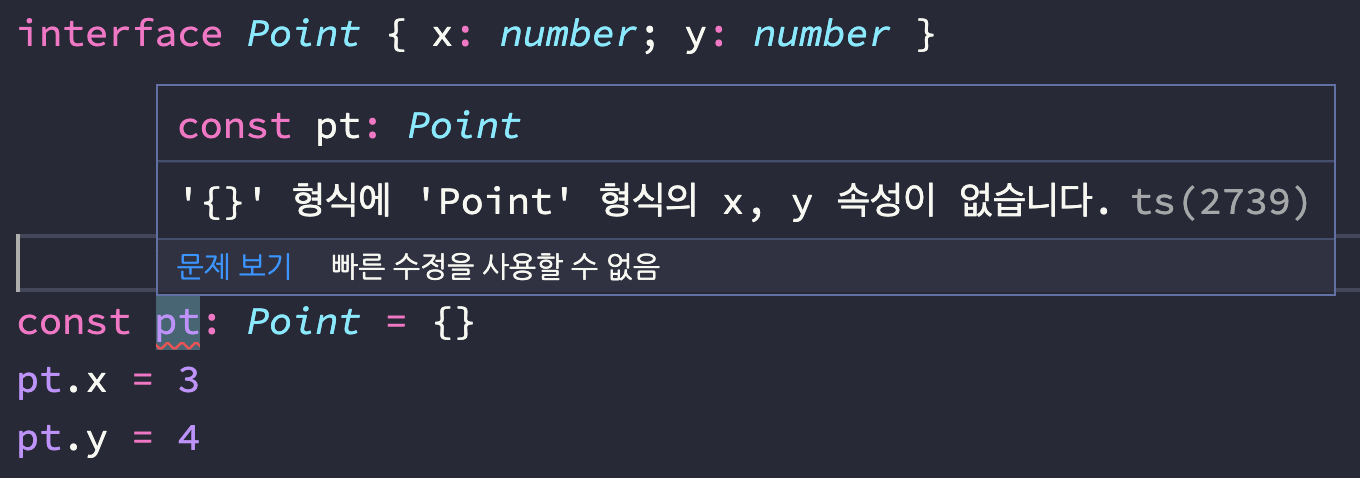 interface Point { x: number; y: number }
const pt: Point
'{}' 형식에 'Point' 형식의 x, y 속성이 없습니다. ts(2739)
문제 보기 빠른 수정을 사용할 수 없음
const pt: Point = {}
pt.x = 3
pt.y = 4